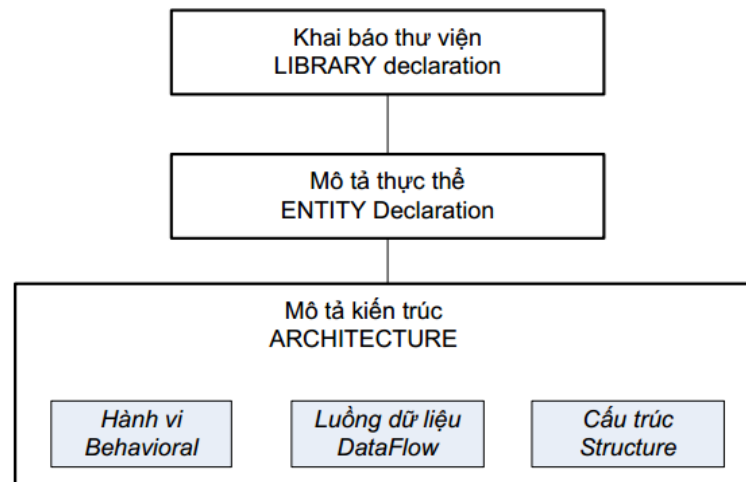 Khai báo thư viện
LIBRARY declaration
Mô tả thực thể
ENTITY Declaration
Mô tả kiến trúc
ARCHITECTURE
Hành vi
Behavioral
Luồng dữ liệu
DataFlow
Cấu trúc
Structure